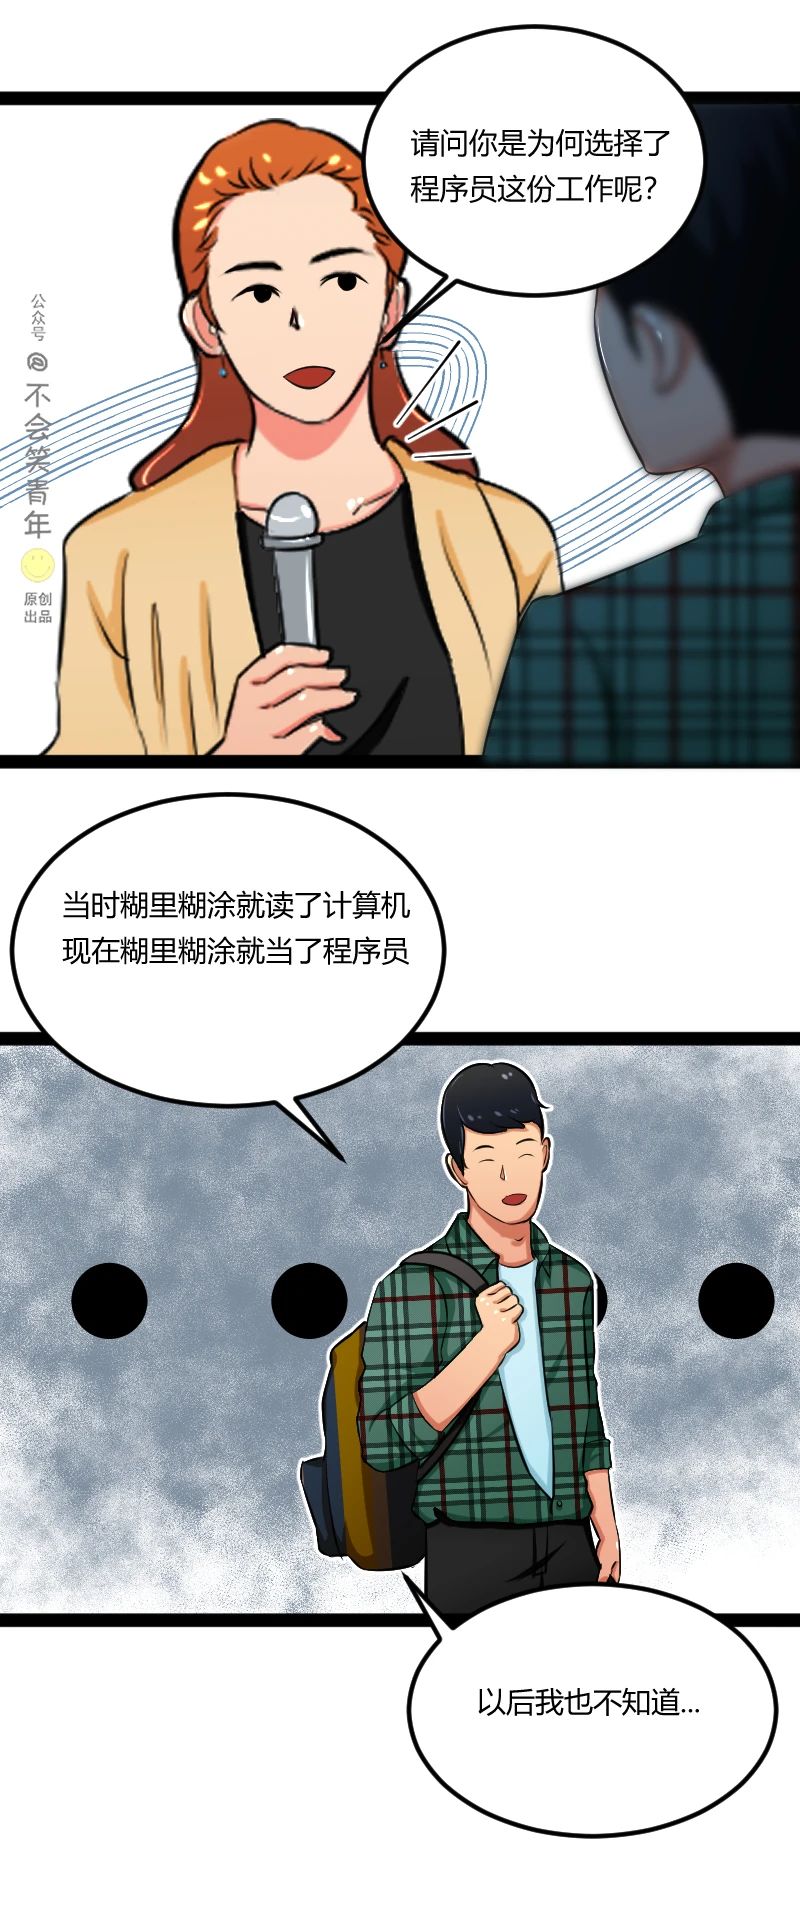 请问你是为何选择了
程序员这份工作呢?
公众号
@不会笑青年
原创
出品
当时糊里糊涂就读了计算机
现在糊里糊涂就当了程序员
以后我也不知道...